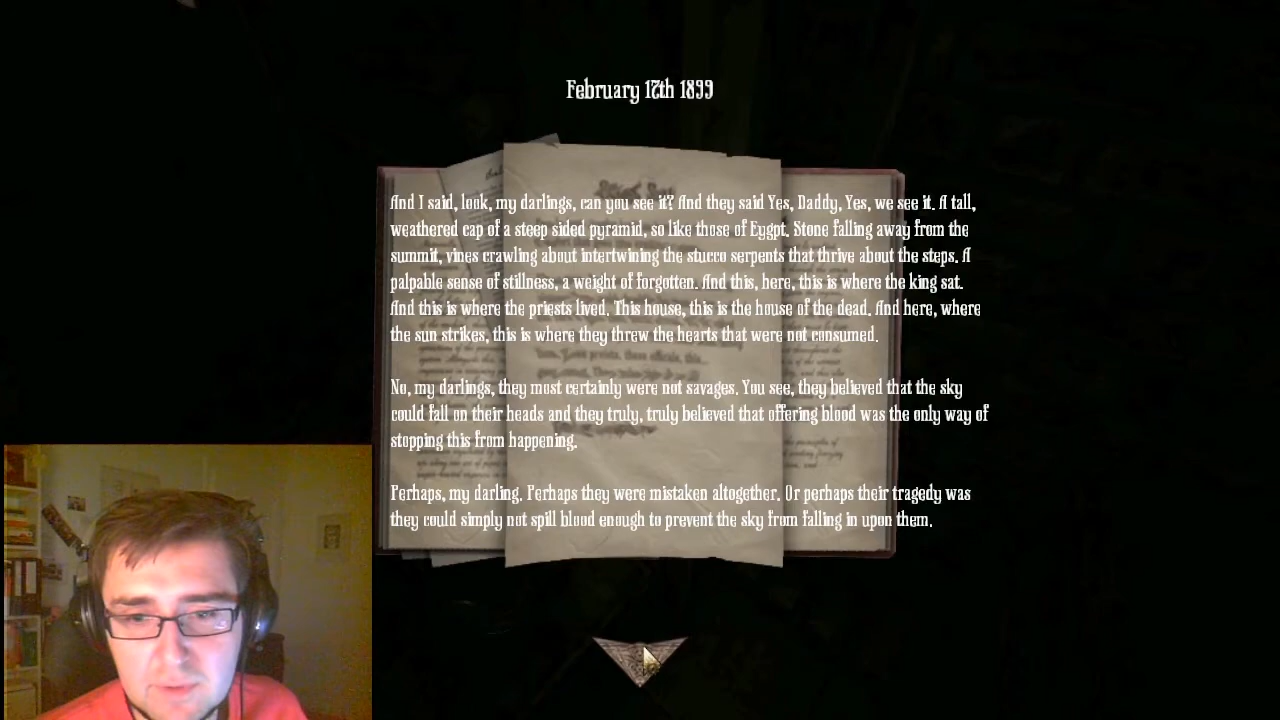 February 17th 1899
And I said, look, my darlings, can you see it? And they said Yes, Daddy, Yes, we see it. A tall,
weathered cap of a steep sided pyramid, so like those of Eygpt. Stone falling away from the
summit, vines crawling about intertwining the stucco serpents that thrive about the steps. A
palpable sense of stillness, a weight of forgotten. And this, here, this is where the king sat.
And this is where the priests lived. This house, this is the house of the dead. And here, where
the sun strikes, this is where they threw the hearts that were not consumed.
No, my darlings, they most certainly were not savages. You see, they believed that the sky
could fall on their heads and they truly, truly believed that offering blood was the only way of
stopping this from happening.
Perhaps, my darling. Perhaps they were mistaken altogether. Or perhaps their tragedy was
they could simply not spill blood enough to prevent the sky from falling in upon them.